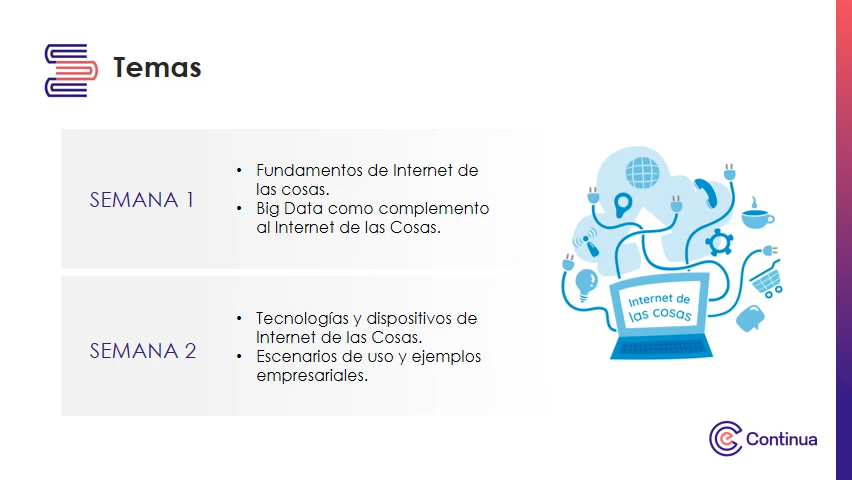 Temas
SEMANA 1
• Fundamentos de Internet de
las cosas.
• Big Data como complemento
al Internet de las Cosas.
SEMANA 2
• Tecnologías y dispositivos de
Internet de las Cosas.
• Escenarios de uso y ejemplos
empresariales.
Internet de
las cosas
e Continua